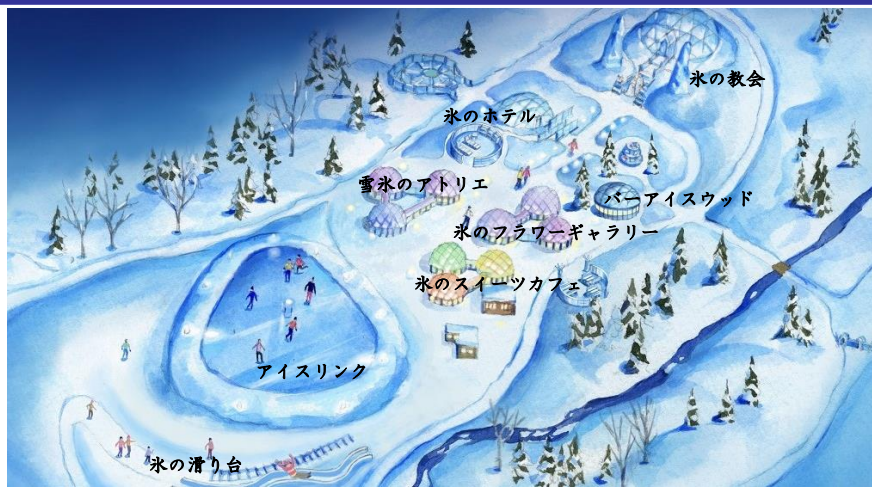 氷の教会
氷のホテル
雪氷のアトリエ
バーアイスウッド
氷のフラワーギャラリー
氷のスイーツカフェ
アイスリンク
氷の滑り台